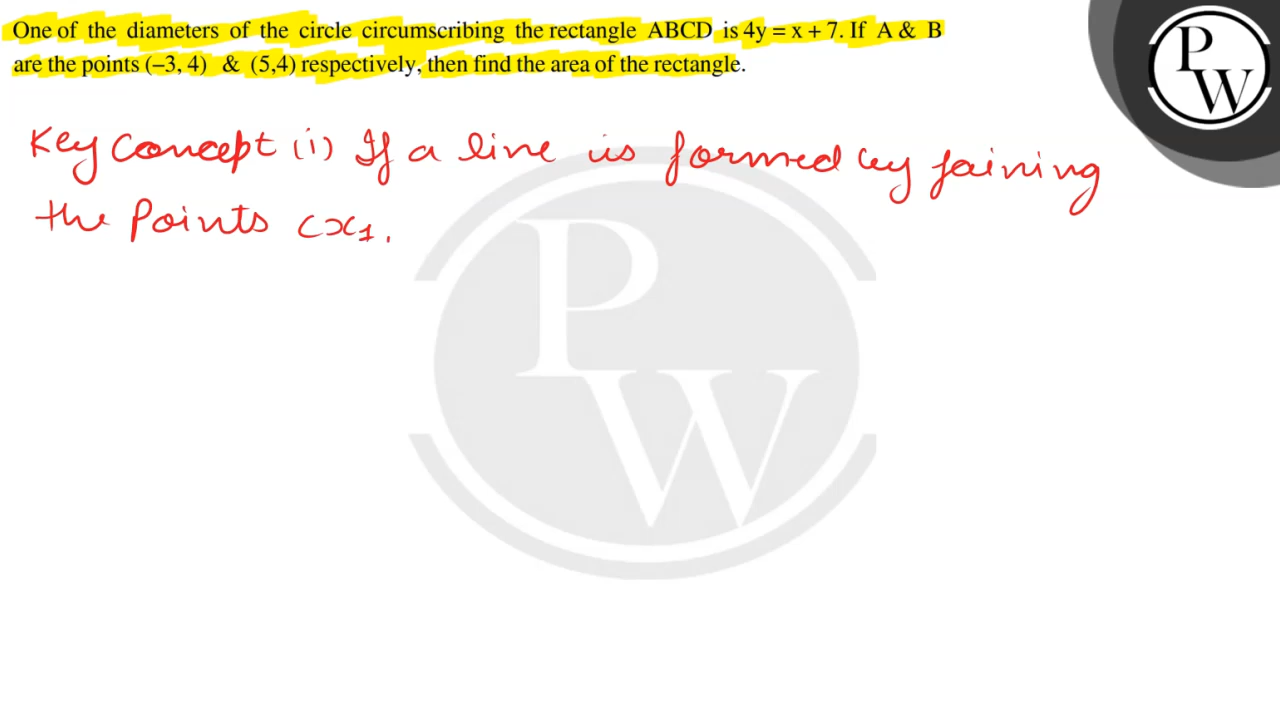 One of the diameters of the circle circumscribing the rectangle ABCD is 4y = x + 7. If A & B
are the points (–3, 4) & (5,4) respectively, then find the area of the rectangle.
Key Concept (i) If a line is formed by joining
the Points (x1,
PW
PW